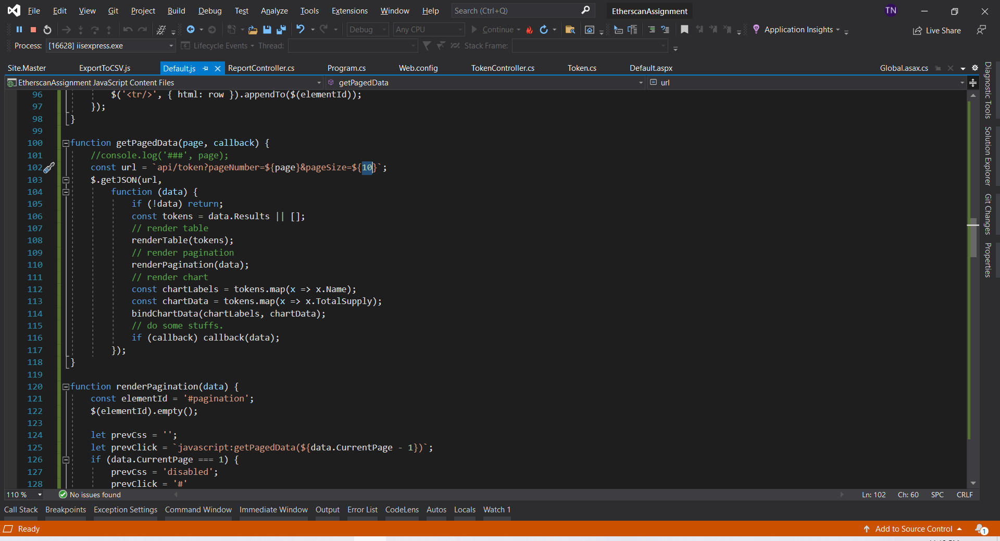 File Edit View Git Project Build Debug Test Analyze Tools Extensions Window Help Search (Ctrl+Q) EtherscanAssignment TN
Debug Any CPU Continue Application Insights Live Share
Process: [16628] iisexpress.exe Lifecycle Events Thread: Stack Frame:
Site.Master ExportToCSV.js Default.js ReportController.cs Program.cs Web.config TokenController.cs Token.cs Default.aspx Global.asax.cs
EtherscanAssignment JavaScript Content Files getPagedData url
96 $('<tr/>', { html: row }).appendTo($(elementId));
97 });
98 }
99
100 function getPagedData(page, callback) {
101 //console.log('###', page);
102 const url = `api/token?pageNumber=${page}&pageSize=${10}`;
103 $.getJSON(url,
104 function (data) {
105 if (!data) return;
106 const tokens = data.Results || [];
107 // render table
108 renderTable(tokens);
109 // render pagination
110 renderPagination(data);
111 // render chart
112 const chartLabels = tokens.map(x => x.Name);
113 const chartData = tokens.map(x => x.TotalSupply);
114 bindChartData(chartLabels, chartData);
115 // do some stuffs.
116 if (callback) callback(data);
117 });
118 }
119
120 function renderPagination(data) {
121 const elementId = '#pagination';
122 $(elementId).empty();
123
124 let prevCss = '';
125 let prevClick = `javascript:getPagedData(${data.CurrentPage - 1})`;
126 if (data.CurrentPage === 1) {
127 prevCss = 'disabled';
128 prevClick = '#'
Diagnostic Tools
Solution Explorer
Git Changes
Properties
110 % No issues found Ln: 102 Ch: 60 SPC CRLF
Call Stack Breakpoints Exception Settings Command Window Immediate Window Output Error List CodeLens Autos Locals Watch 1
Ready Add to Source Control 1